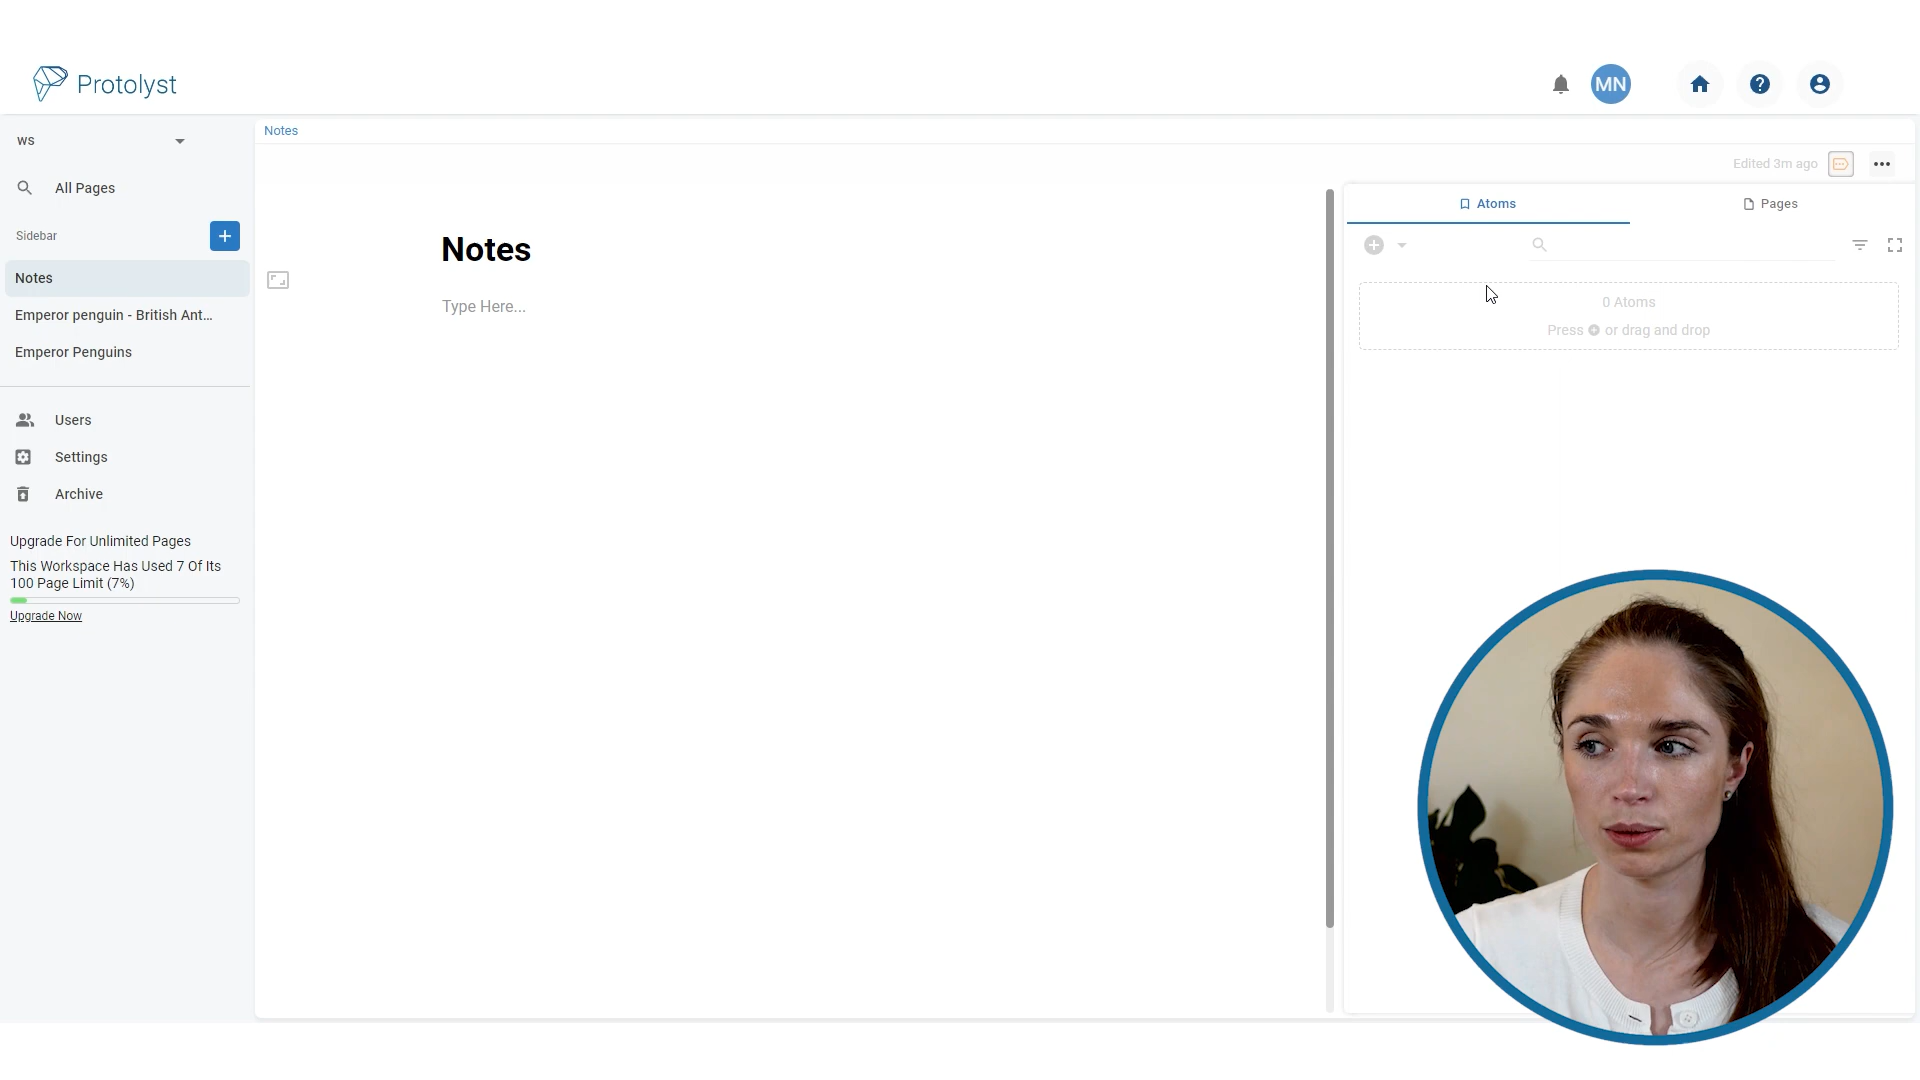 Protolyst
MN
ws
All Pages
Sidebar
Notes
Emperor penguin - British Ant...
Emperor Penguins
Users
Settings
Archive
Upgrade For Unlimited Pages
This Workspace Has Used 7 Of Its
100 Page Limit (7%)
Upgrade Now
Notes
Edited 3m ago
Notes
Type Here...
Atoms
Pages
0 Atoms
Press + or drag and drop